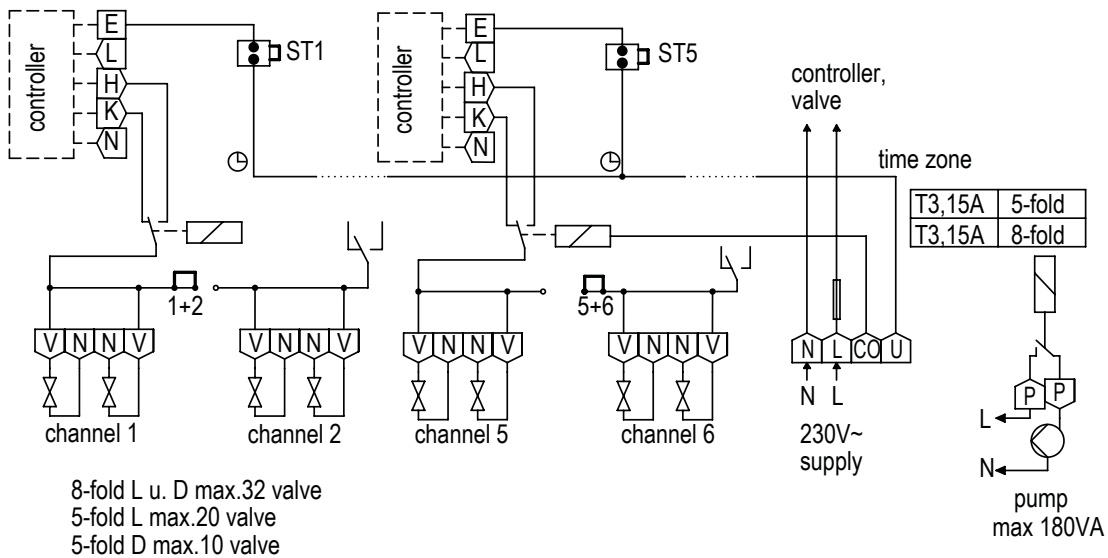 controller
E
L
H
K
N
ST1
controller
E
L
H
K
N
ST5
controller,
valve
time zone
T3,15A 5-fold
T3,15A 8-fold
1+2
5+6
V N N V
V N N V
V N N V
V N N V
N L CO U
N L
channel 1
channel 2
channel 5
channel 6
230V~
supply
P P
L
N
pump
max 180VA
8-fold L u. D max.32 valve
5-fold L max.20 valve
5-fold D max.10 valve